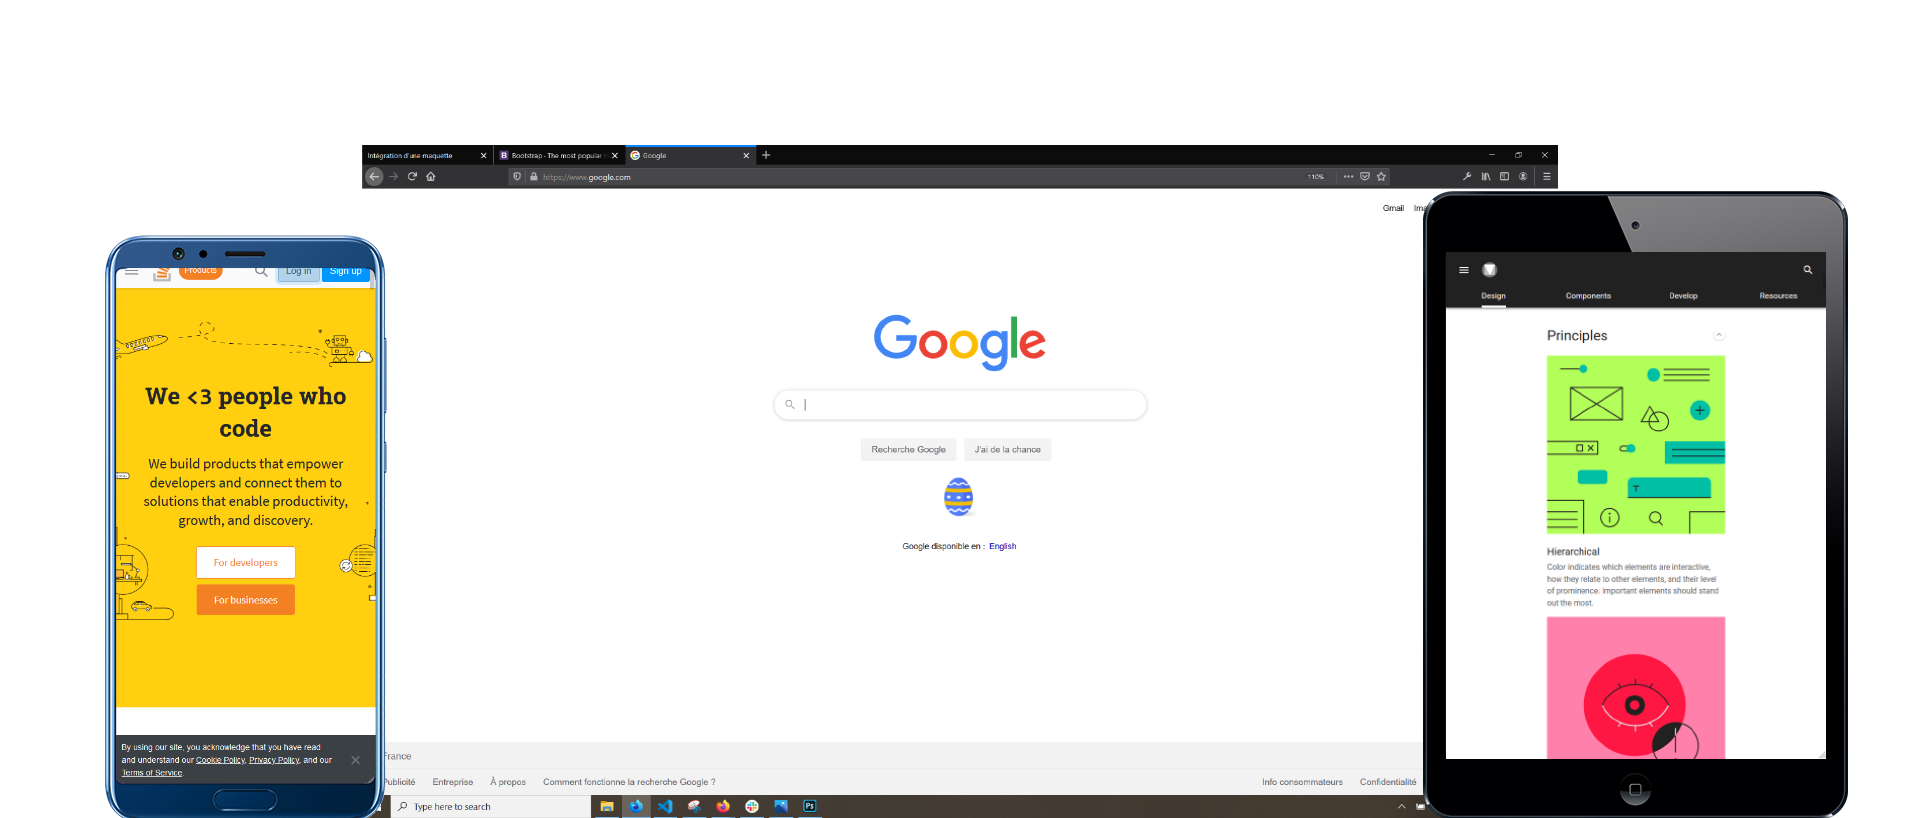 Intégration d'une maquette
Bootstrap · The most popular
Google
https://www.google.com
110%
Gmail
Google
Recherche Google
J'ai de la chance
Google disponible en : English
France
Publicité Entreprise À propos Comment fonctionne la recherche Google ?
Info consommateurs Confidentialité
Type here to search
Ps
Products
Log in
Sign up
We <3 people who
code
We build products that empower
developers and connect them to
solutions that enable productivity,
growth, and discovery.
For developers
For businesses
By using our site, you acknowledge that you have read
and understand our Cookie Policy, Privacy Policy, and our
Terms of Service.
Design Components Develop Resources
Principles
T
Hierarchical
Color indicates which elements are interactive,
how they relate to other elements, and their level
of prominence. Important elements should stand
out the most.